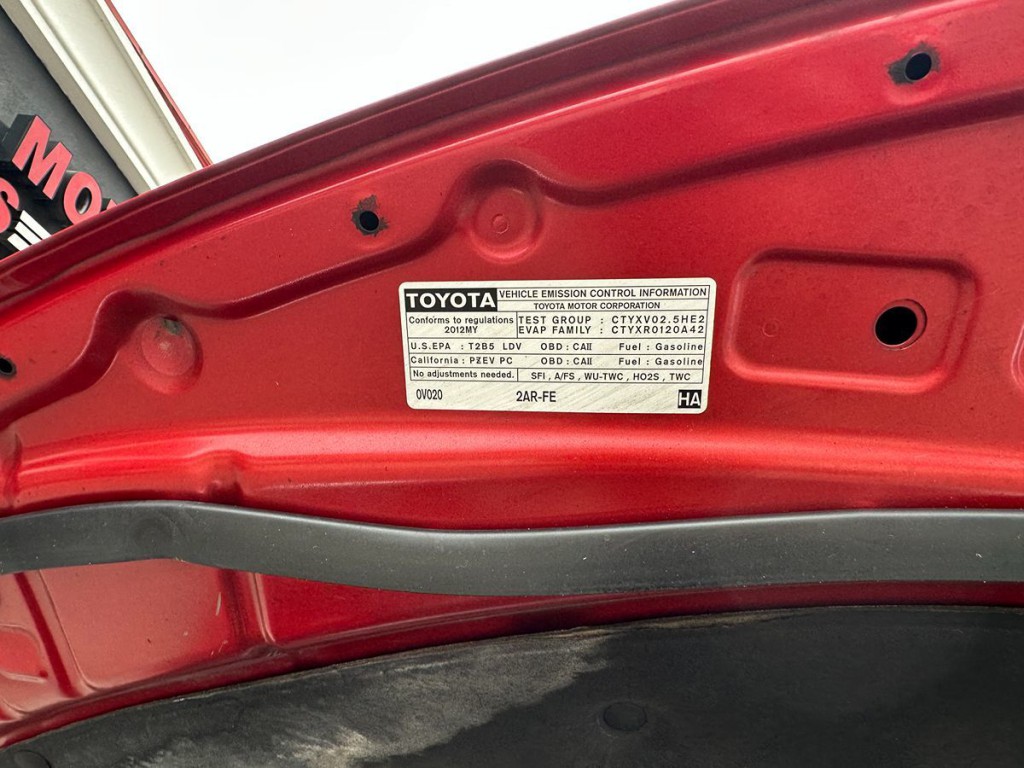 MO
S
TOYOTA VEHICLE EMISSION CONTROL INFORMATION
TOYOTA MOTOR CORPORATION
Conforms to regulations
2012MY
TEST GROUP : CTYXV02.5HE2
EVAP FAMILY : CTYXR0120A42
U.S.EPA : T2B5 LDV OBD : CAII Fuel : Gasoline
California : PZEV PC OBD : CAII Fuel : Gasoline
No adjustments needed. SFI , A/FS , WU-TWC , HO2S , TWC
0V020 2AR-FE HA